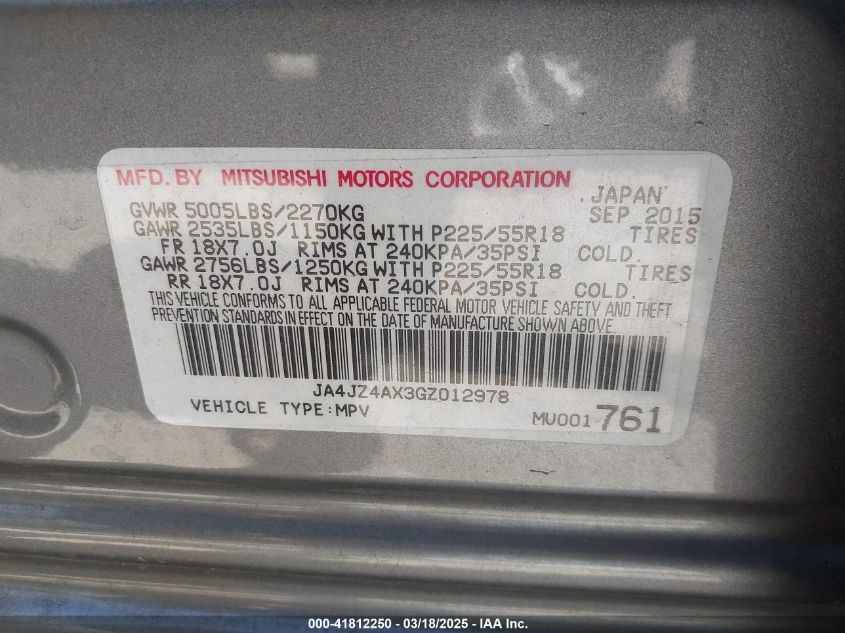 MFD. BY MITSUBISHI MOTORS CORPORATION
JAPAN
GVWR 5005LBS/2270KG SEP 2015
GAWR 2535LBS/1150KG WITH P225/55R18 TIRES
FR 18X7.0J RIMS AT 240KPA/35PSI COLD.
GAWR 2756LBS/1250KG WITH P225/55R18 TIRES
RR 18X7.0J RIMS AT 240KPA/35PSI COLD.
THIS VEHICLE CONFORMS TO ALL APPLICABLE FEDERAL MOTOR VEHICLE SAFETY AND THEFT
PREVENTION STANDARDS IN EFFECT ON THE DATE OF MANUFACTURE SHOWN ABOVE.
JA4JZ4AX3GZ012978
VEHICLE TYPE:MPV MU001761
000-41812250 - 03/18/2025 - IAA Inc.